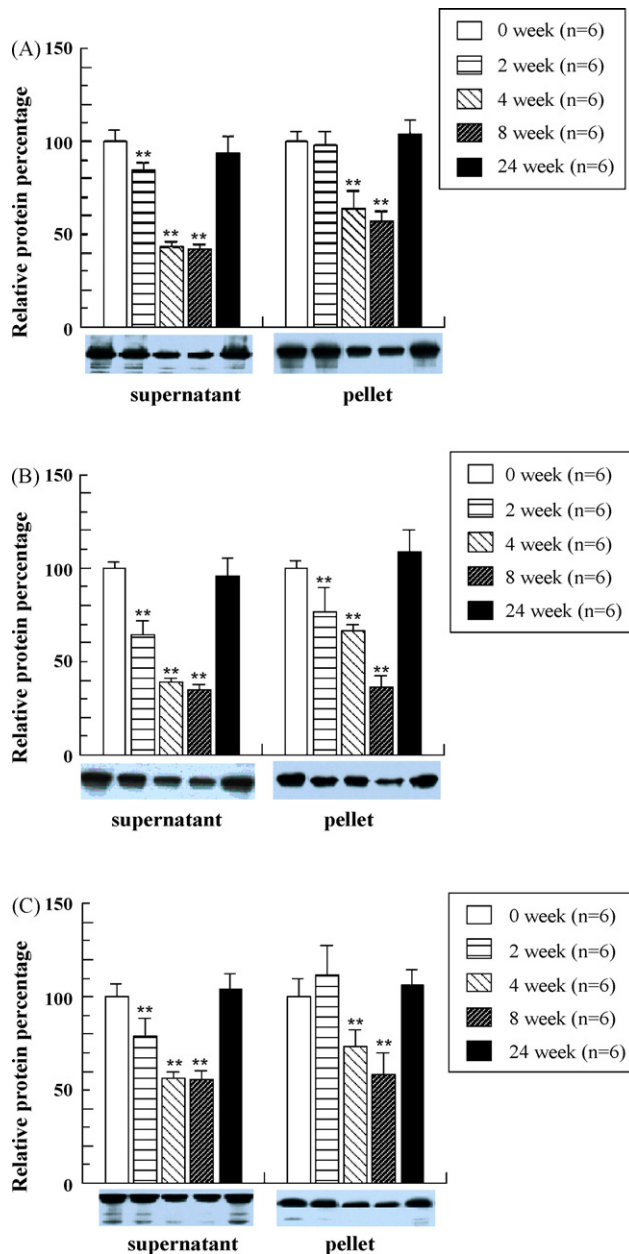 (A)
150
100
50
0
Relative protein percentage
** ** ** ** **
supernatant pellet
0 week (n=6)
2 week (n=6)
4 week (n=6)
8 week (n=6)
24 week (n=6)
(B)
150
100
50
0
Relative protein percentage
** ** ** ** ** **
supernatant pellet
0 week (n=6)
2 week (n=6)
4 week (n=6)
8 week (n=6)
24 week (n=6)
(C)
150
100
50
0
Relative protein percentage
** ** ** ** **
supernatant pellet
0 week (n=6)
2 week (n=6)
4 week (n=6)
8 week (n=6)
24 week (n=6)